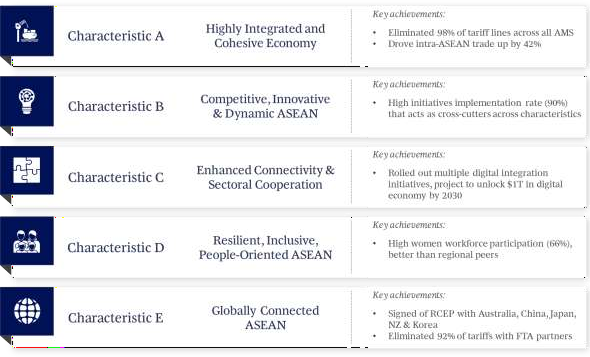 Key achievements:
Characteristic A
Highly Integrated and
Cohesive Economy
• Eliminated 98% of tariff lines across all AMS
• Drove intra-ASEAN trade up by 42%
Key achievements:
Characteristic B
Competitive, Innovative
& Dynamic ASEAN
• High initiatives implementation rate (90%)
that acts as cross-cutters across characteristics
Key achievements:
Characteristic C
Enhanced Connectivity &
Sectoral Cooperation
• Rolled out multiple digital integration
initiatives, project to unlock $1T in digital
economy by 2030
Key achievements:
Characteristic D
Resilient, Inclusive,
People-Oriented ASEAN
• High women workforce participation (66%),
better than regional peers
Key achievements:
Characteristic E
Globally Connected
ASEAN
• Signed of RCEP with Australia, China, Japan,
NZ & Korea
• Eliminated 92% of tariffs with FTA partners